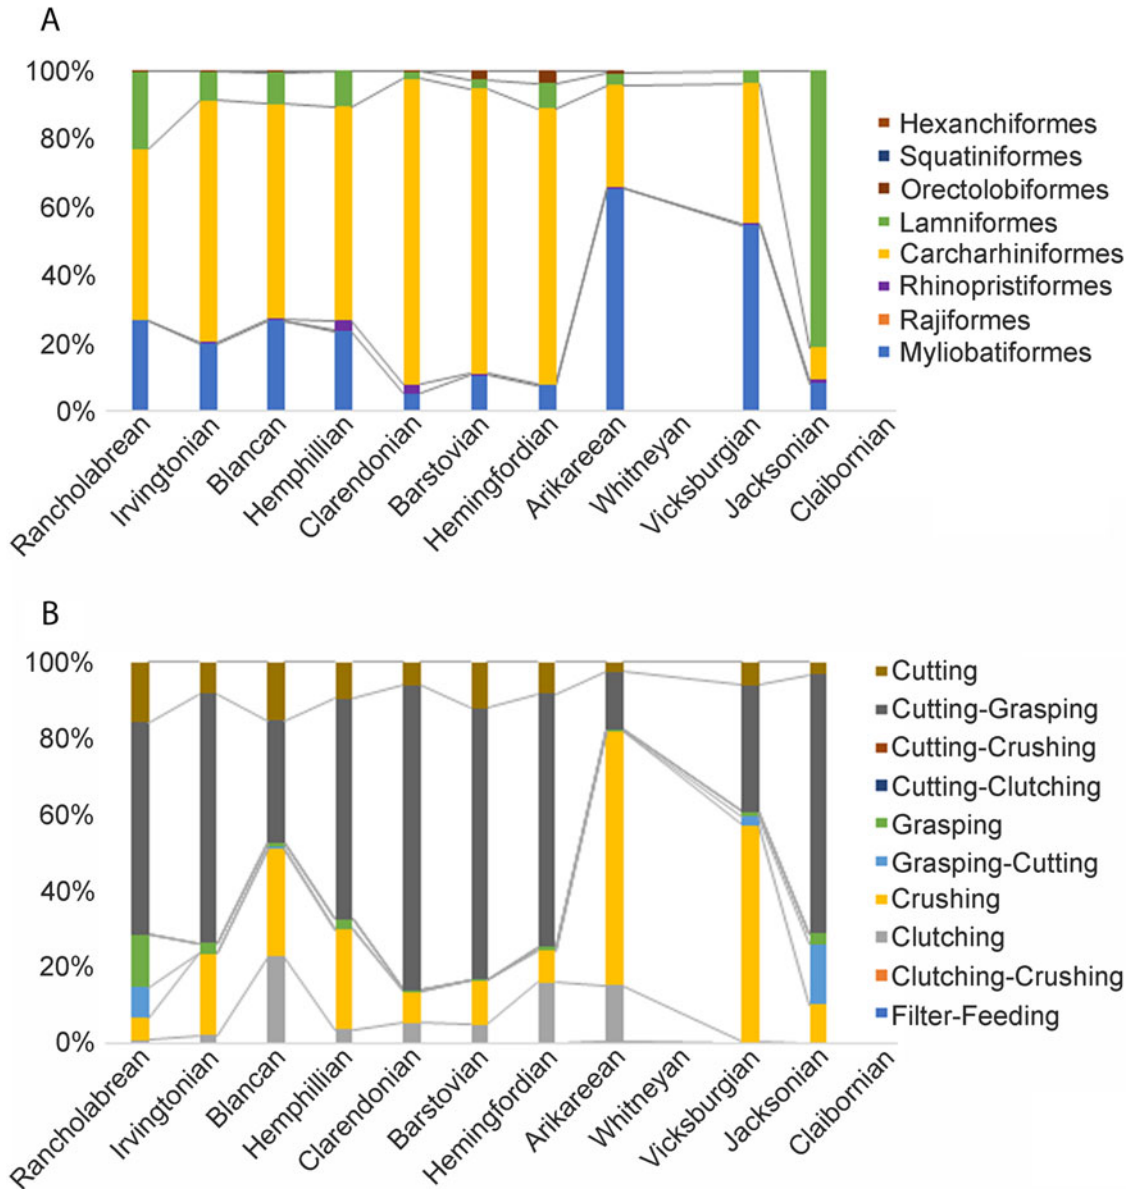 A
100%
80%
60%
40%
20%
0%
Hexanchiformes
Squatiniformes
Orectolobiformes
Lamniformes
Carcharhiniformes
Rhinopristiformes
Rajiformes
Myliobatiformes
Rancholabrean
Irvingtonian
Blancan
Hemphillian
Clarendonian
Barstovian
Hemingfordian
Arikareean
Whitneyan
Vicksburgian
Jacksonian
Claibornian
B
100%
80%
60%
40%
20%
0%
Cutting
Cutting-Grasping
Cutting-Crushing
Cutting-Clutching
Grasping
Grasping-Cutting
Crushing
Clutching
Clutching-Crushing
Filter-Feeding
Rancholabrean
Irvingtonian
Blancan
Hemphillian
Clarendonian
Barstovian
Hemingfordian
Arikareean
Whitneyan
Vicksburgian
Jacksonian
Claibornian